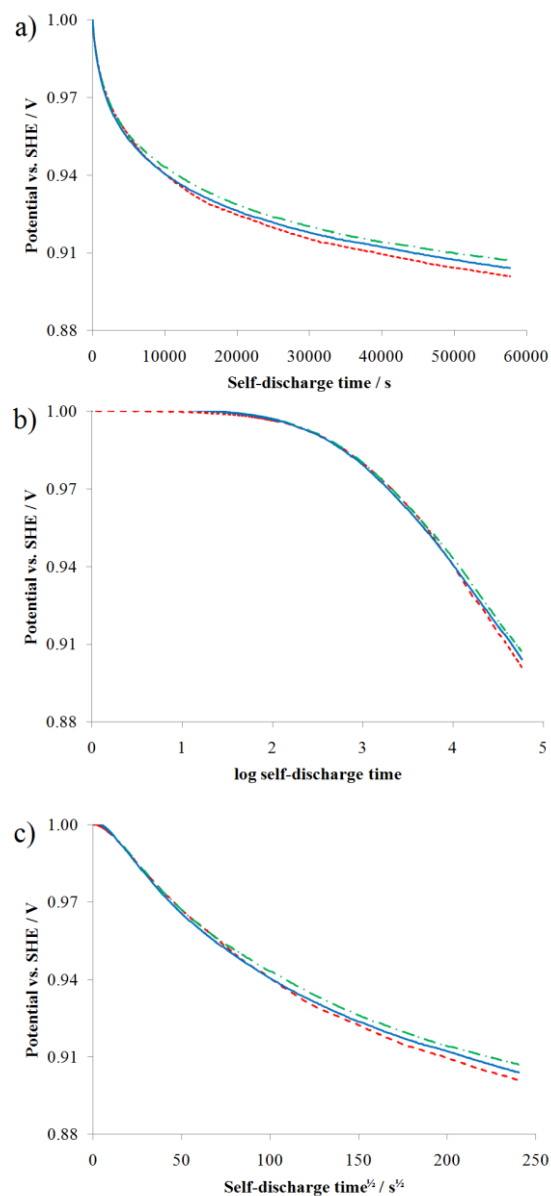 a)
1.00
0.97
0.94
0.91
0.88
Potential vs. SHE / V
0 10000 20000 30000 40000 50000 60000
Self-discharge time / s
b)
1.00
0.97
0.94
0.91
0.88
Potential vs. SHE / V
0 1 2 3 4 5
log self-discharge time
c)
1.00
0.97
0.94
0.91
0.88
Potential vs. SHE / V
0 50 100 150 200 250
Self-discharge time^½ / s^½